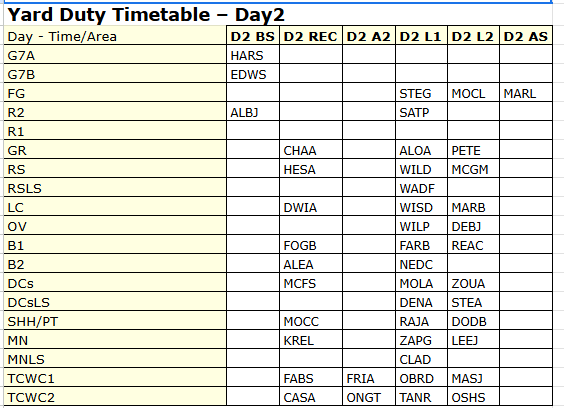 Yard Duty Timetable – Day2
Day - Time/Area D2 BS D2 REC D2 A2 D2 L1 D2 L2 D2 AS
G7A HARS
G7B EDWS
FG STEG MOCL MARL
R2 ALBJ SATP
R1
GR CHAA ALOA PETE
RS HESA WILD MCGM
RSLS WADF
LC DWIA WISD MARB
OV WILP DEBJ
B1 FOGB FARB REAC
B2 ALEA NEDC
DCs MCFS MOLA ZOUA
DCsLS DENA STEA
SHH/PT MOCC RAJA DODB
MN KREL ZAPG LEEJ
MNLS CLAD
TCWC1 FABS FRIA OBRD MASJ
TCWC2 CASA ONGT TANR OSHS